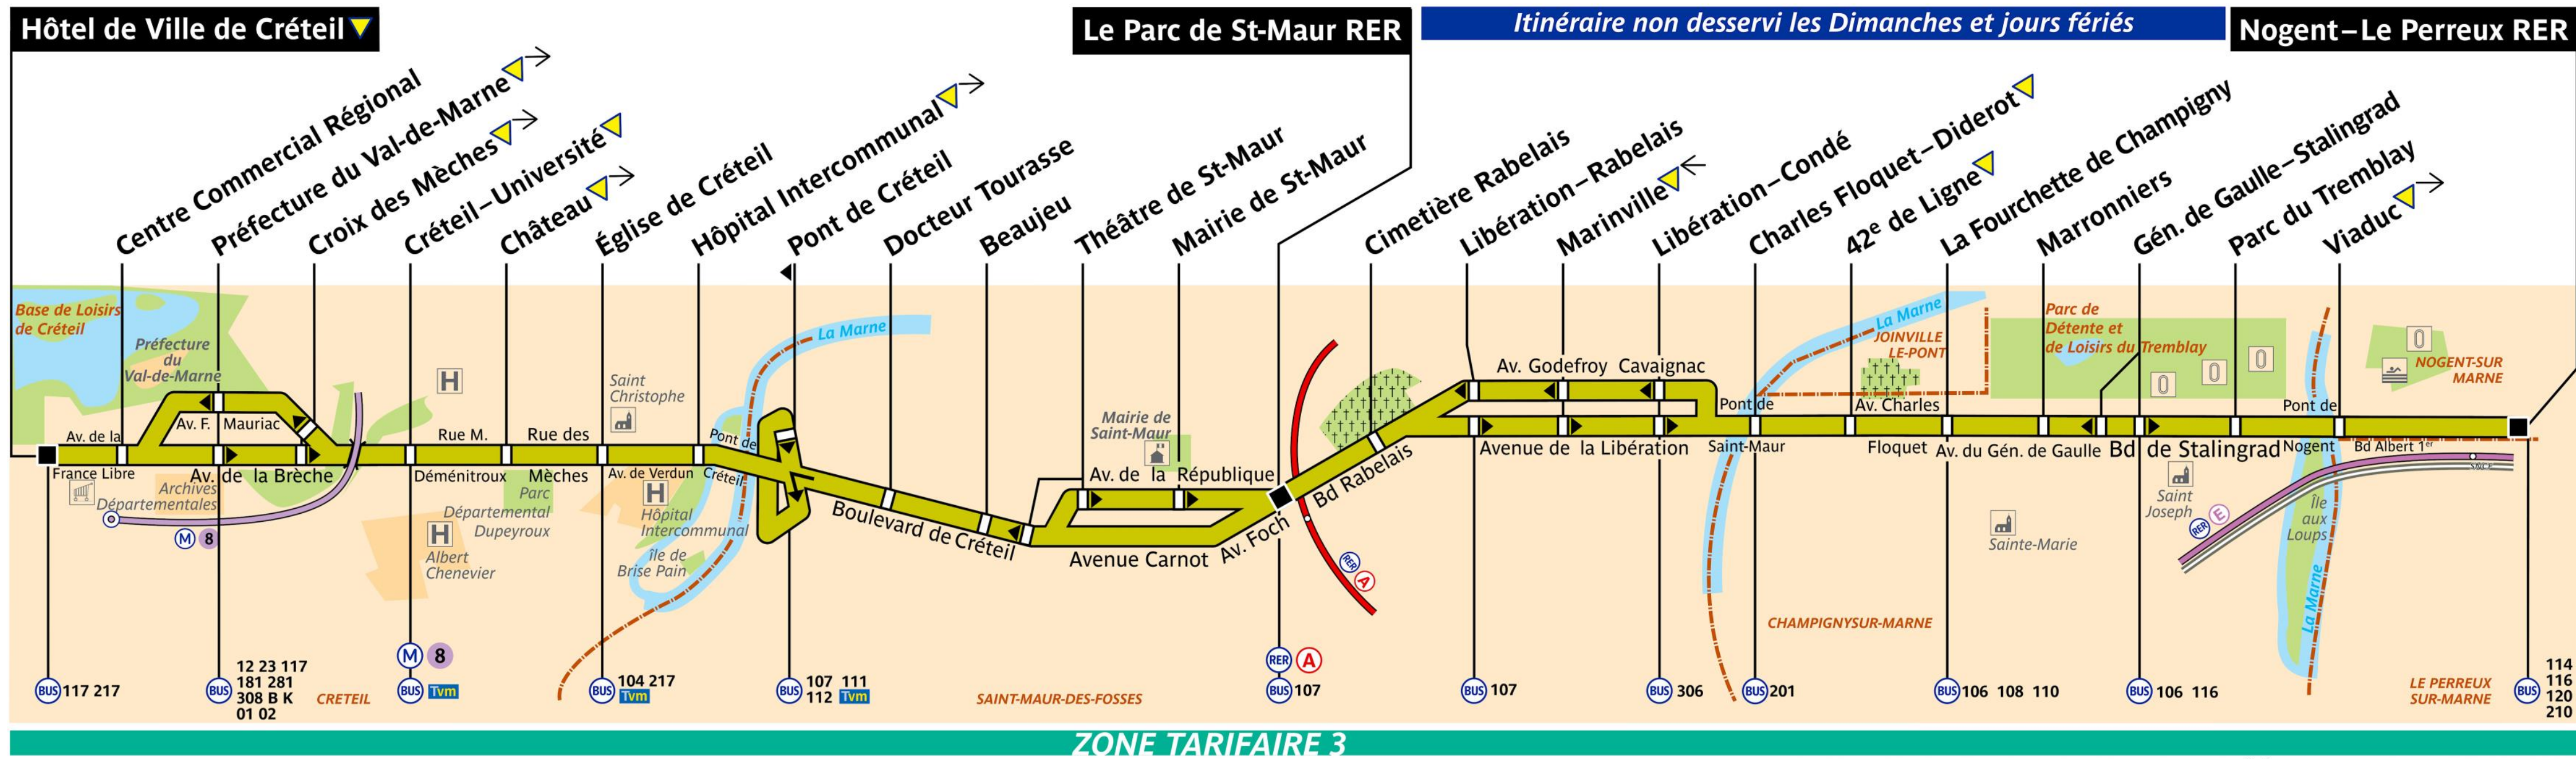 Hôtel de Ville de Créteil
Le Parc de St-Maur RER
Itinéraire non desservi les Dimanches et jours fériés
Nogent–Le Perreux RER
Centre Commercial Régional
Préfecture du Val-de-Marne
Croix des Mèches
Créteil–Université
Château
Église de Créteil
Hôpital Intercommunal
Pont de Créteil
Docteur Tourasse
Beaujeu
Théâtre de St-Maur
Mairie de St-Maur
Cimetière Rabelais
Libération–Rabelais
Marinville
Libération–Condé
Charles Floquet–Diderot
42e de Ligne
La Fourchette de Champigny
Marronniers
Gén. de Gaulle–Stalingrad
Parc du Tremblay
Viaduc
Base de Loisirs
de Créteil
Préfecture
du
Val-de-Marne
Av. de la
France Libre
Av. F. Mauriac
Av. de la Brèche
Archives
Départementales
M 8
H
Rue M.
Déménitroux
Rue des
Mèches
Parc
Départemental
Dupeyroux
H
Albert
Chenevier
Saint
Christophe
Av. de Verdun
H
Hôpital
Intercommunal
île de
Brise Pain
Pont de
Créteil
La Marne
Boulevard de Créteil
Mairie de
Saint-Maur
Av. de la République
Avenue Carnot
Av. Foch
Bd Rabelais
RER A
Av. Godefroy Cavaignac
Avenue de la Libération
Pont de
Saint-Maur
La Marne
JOINVILLE
LE-PONT
Av. Charles
Floquet
Av. du Gén. de Gaulle
Parc de
Détente et
de Loisirs du Tremblay
Bd de Stalingrad
Saint
Joseph
Sainte-Marie
RER E
Pont de
Nogent
Bd Albert 1er
SNCF
île
aux
Loups
La Marne
NOGENT-SUR
MARNE
BUS 117 217
BUS 12 23 117
181 281
308 B K
01 02
CRETEIL
M 8
BUS Tvm
BUS 104 217
Tvm
BUS 107 111
112 Tvm
SAINT-MAUR-DES-FOSSES
RER A
BUS 107
BUS 107
BUS 306
BUS 201
CHAMPIGNYSUR-MARNE
BUS 106 108 110
BUS 106 116
LE PERREUX
SUR-MARNE
BUS 114
116
120
210
ZONE TARIFAIRE 3